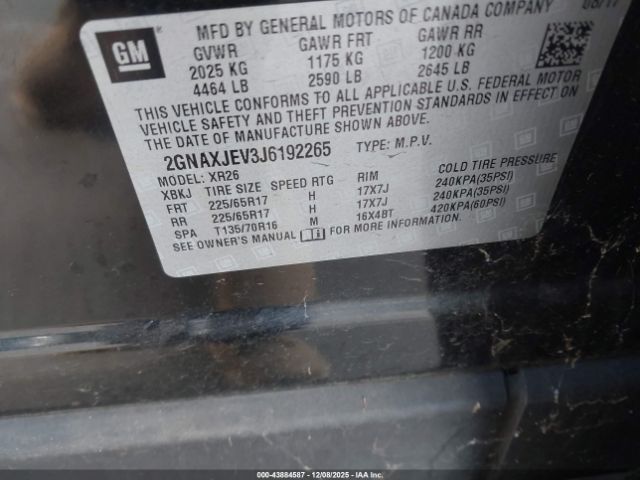 GM
MFD BY GENERAL MOTORS OF CANADA COMPANY
GVWR GAWR FRT GAWR RR
2025 KG 1175 KG 1200 KG
4464 LB 2590 LB 2645 LB
THIS VEHICLE CONFORMS TO ALL APPLICABLE U.S. FEDERAL MOTOR
VEHICLE SAFETY AND THEFT PREVENTION STANDARDS IN EFFECT ON
THE DATE OF MANUFACTURE SHOWN ABOVE.
2GNAXJEV3J6192265 TYPE: M.P.V.
MODEL: XR26
XBKJ TIRE SIZE SPEED RTG RIM COLD TIRE PRESSURE
FRT 225/65R17 H 17X7J 240KPA(35PSI)
RR 225/65R17 H 17X7J 240KPA(35PSI)
SPA T135/70R16 M 16X4BT 420KPA(60PSI)
SEE OWNER'S MANUAL FOR MORE INFORMATION
00-43884587 - 12/08/2025 - IAA